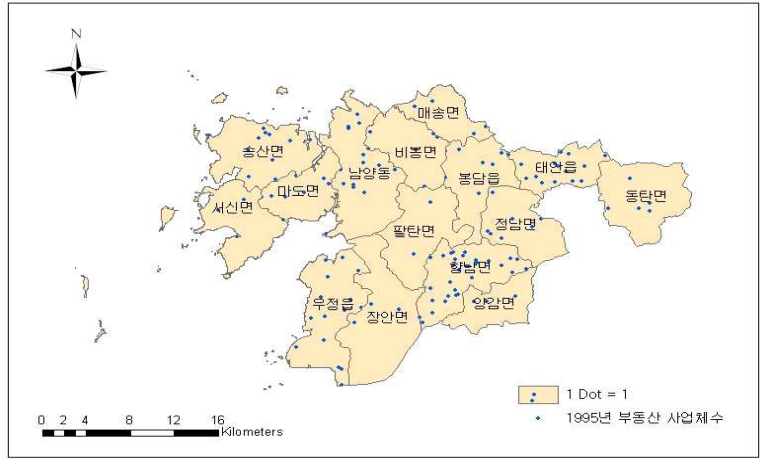 N
매송면
비봉면
송산면
남양동
봉담읍
태안읍
마도면
동탄면
서신면
정남면
팔탄면
향남면
우정읍
양감면
장안면
1 Dot = 1
1995년 부동산 사업체수
0 2 4 8 12 16
Kilometers